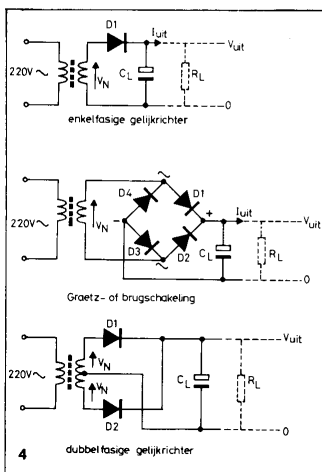 D1
I uit
V uit
220V ~
V N
C L
R L
0
enkelfasige gelijkrichter
~
D4
D1
220V ~
V N
-
+
I uit
V uit
D3
D2
C L
R L
~
0
Graetz- of brugschakeling
D1
V uit
V N
220V ~
V N
C L
R L
D2
0
4
dubbelfasige gelijkrichter